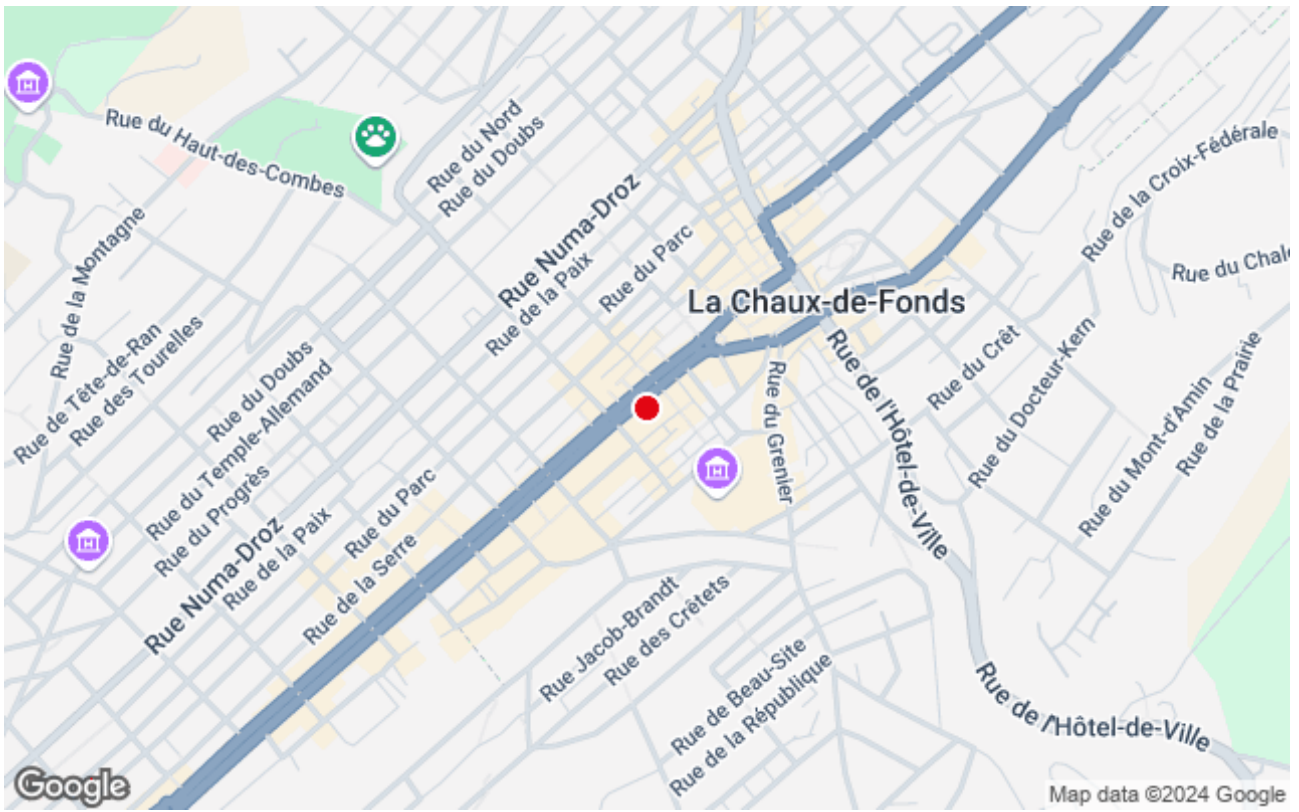 Rue du Haut-des-Combes
Rue du Nord
Rue du Doubs
Rue de la Croix-Fédérale
Rue Numa-Droz
Rue de la Montagne
Rue du Parc
Rue de la Paix
Rue du Chale
La Chaux-de-Fonds
Rue de Tête-de-Ran
Rue des Tourelles
Rue du Doubs
Rue du Temple-Allemand
Rue du Progrès
Rue du Crêt
Rue du Docteur-Kern
Rue de la Prairie
Rue du Mont-d'Amin
Rue du Grenier
Rue de l'Hôtel-de-Ville
Rue Numa-Droz
Rue de la Paix
Rue du Parc
Rue de la Serre
Rue Jacob-Brandt
Rue des Crêtets
Rue de Beau-Site
Rue de la République
Rue de l'Hôtel-de-Ville
Google
Map data ©2024 Google